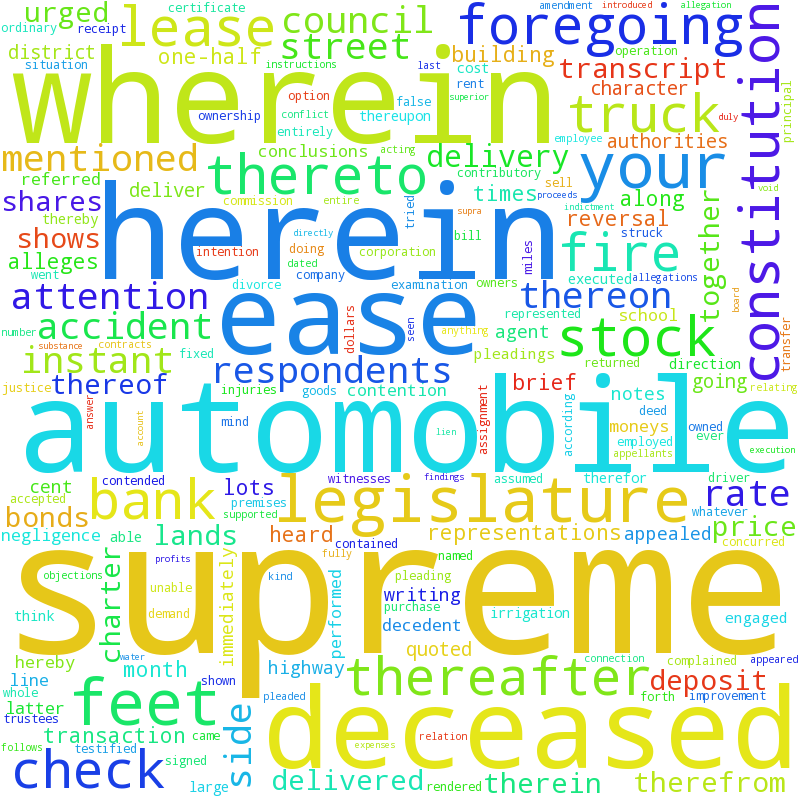 urged
certificate
ordinary
receipt
lease
council
foregoing
amendment
introduced
allegation
constitution
district
one-half
street
building
operation
situation
instructions
cost
transcript
wherein
option
rent
last
superior
character
truck
principal
ownership
conflict
false
thereupon
duly
mentioned
entirely
employee
authorities
conclusions
acting
delivery
your
referred
thereto
contributory
sell
void
deliver
times
proceeds
along
shares
commission
entire
tried
supra
indictment
reversal
together
thereby
herein
directly
doing
bill
miles
struck
shows
intention
corporation
fire
alleges
dated
company
owners
executed
allegations
went
divorce
examination
attention
thereon
board
number
ease
represented
school
transfer
accident
dollars
seen
anything
agent
stock
substance
contracts
fixed
pleadings
returned
direction
instant
respondents
going
justice
thereof
injuries
goods
contention
brief
notes
deed
owned
relating
answer
mind
assignment
according
moneys
ever
account
automobile
lien
employed
appellants
execution
cent
contended
lots
witnesses
findings
assumed
therefor
driver
accepted
bank
premises
legislature
rate
bonds
supported
whatever
negligence
able
lands
heard
contained
representations
appealed
price
concurred
charter
profits
immediately
fully
named
supreme
objections
unable
kind
performed
pleading
writing
purchase
irrigation
engaged
think
demand
decedent
hereby
water
quoted
connection
complained
appeared
line
month
highway
thereafter
deposit
whole
shown
pleaded
forth
improvement
latter
feet
side
deceased
trustees
transaction
came
relation
follows
testified
expenses
check
signed
large
delivered
rendered
therein
therefrom